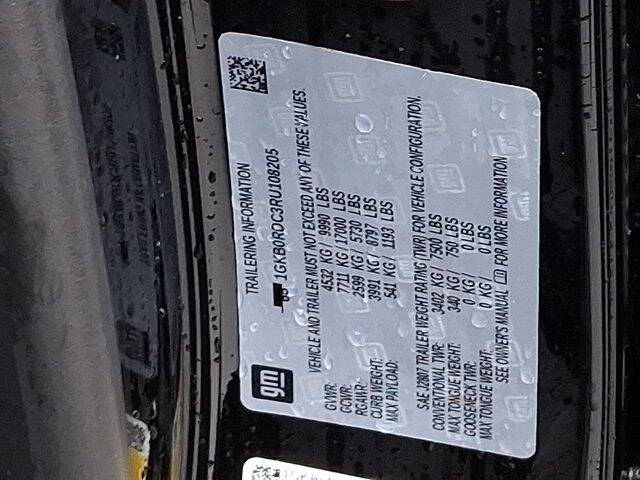 gm
TRAILERING INFORMATION
1GKB0RDC3RU108205
VEHICLE AND TRAILER MUST NOT EXCEED ANY OF THESE VALUES.
GVWR: 4532 KG / 9990 LBS
GCWR: 7711 KG / 17000 LBS
RGAWR: 2599 KG / 5730 LBS
CURB WEIGHT: 3991 KG / 8797 LBS
MAX PAYLOAD: 541 KG / 1193 LBS
SAE J2807 TRAILER WEIGHT RATING (TWR) FOR VEHICLE CONFIGURATION.
CONVENTIONAL TWR: 3402 KG / 7500 LBS
MAX TONGUE WEIGHT: 340 KG / 750 LBS
GOOSENECK TWR: 0 KG / 0 LBS
MAX TONGUE WEIGHT: 0 KG / 0 LBS
SEE OWNER'S MANUAL FOR MORE INFORMATION